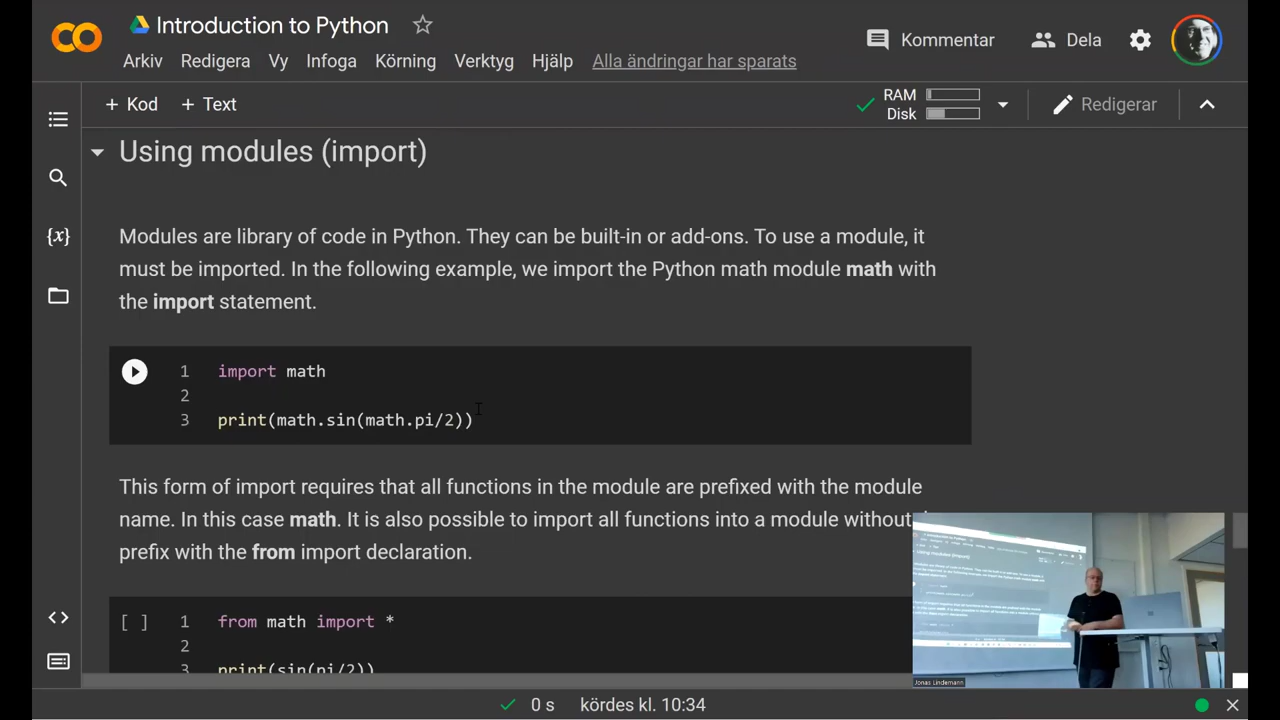 Introduction to Python
Arkiv Redigera Vy Infoga Körning Verktyg Hjälp Alla ändringar har sparats
Kommentar Dela
+ Kod + Text
RAM
Disk
Redigerar
Using modules (import)
{x}
Modules are library of code in Python. They can be built-in or add-ons. To use a module, it
must be imported. In the following example, we import the Python math module math with
the import statement.
1 import math
2
3 print(math.sin(math.pi/2))
This form of import requires that all functions in the module are prefixed with the module
name. In this case math. It is also possible to import all functions into a module without
prefix with the from import declaration.
[ ] 1 from math import *
2
3 print(sin(pi/2))
Jonas Lindemann
0 s kördes kl. 10:34